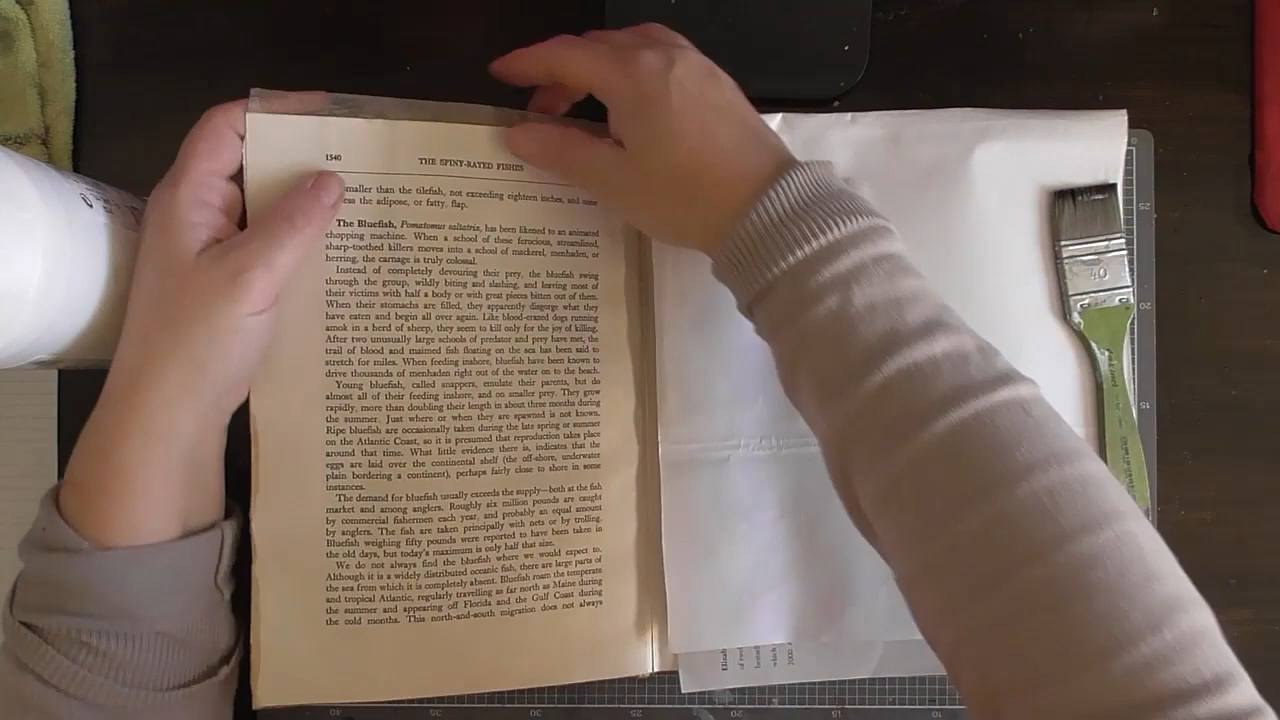 1540
THE SPINY-RAYED FISHES
smaller than the tilefish, not exceeding eighteen inches, and none
ess the adipose, or fatty, flap.
The Bluefish, Pomatomus saltatrix, has been likened to an animated
chopping machine. When a school of these ferocious, streamlined,
sharp-toothed killers moves into a school of mackerel, menhaden, or
herring, the carnage is truly colossal.
Instead of completely devouring their prey, the bluefish swing
through the group, wildly biting and slashing, and leaving most of
their victims with half a body or with great pieces bitten out of them.
When their stomachs are filled, they apparently disgorge what they
have eaten and begin all over again. Like blood-crazed dogs running
amok in a herd of sheep, they seem to kill only for the joy of killing.
After two unusually large schools of predator and prey have met, the
trail of blood and maimed fish floating on the sea has been said to
stretch for miles. When feeding inshore, bluefish have been known to
drive thousands of menhaden right out of the water on to the beach.
Young bluefish, called snappers, emulate their parents, but do
almost all of their feeding inshore, and on smaller prey. They grow
rapidly, more than doubling their length in about three months during
the summer. Just where or when they are spawned is not known.
Ripe bluefish are occasionally taken during the late spring or summer
on the Atlantic Coast, so it is presumed that reproduction takes place
around that time. What little evidence there is, indicates that the
eggs are laid over the continental shelf (the off-shore, underwater
plain bordering a continent), perhaps fairly close to shore in some
instances.
The demand for bluefish usually exceeds the supply—both at the fish
market and among anglers. Roughly six million pounds are caught
by commercial fishermen each year, and probably an equal amount
by anglers. The fish are taken principally with nets or by trolling.
Bluefish weighing fifty pounds were reported to have been taken in
the old days, but today's maximum is only half that size.
We do not always find the bluefish where we would expect to.
Although it is a widely distributed oceanic fish, there are large parts of
the sea from which it is completely absent. Bluefish roam the temperate
and tropical Atlantic, regularly travelling as far north as Maine during
the summer and appearing off Florida and the Gulf Coast during
the cold months. This north-and-south migration does not always
40
25
20
15
Elizab
of
bestsel
which
2000
40
35
30
25
20
15
10